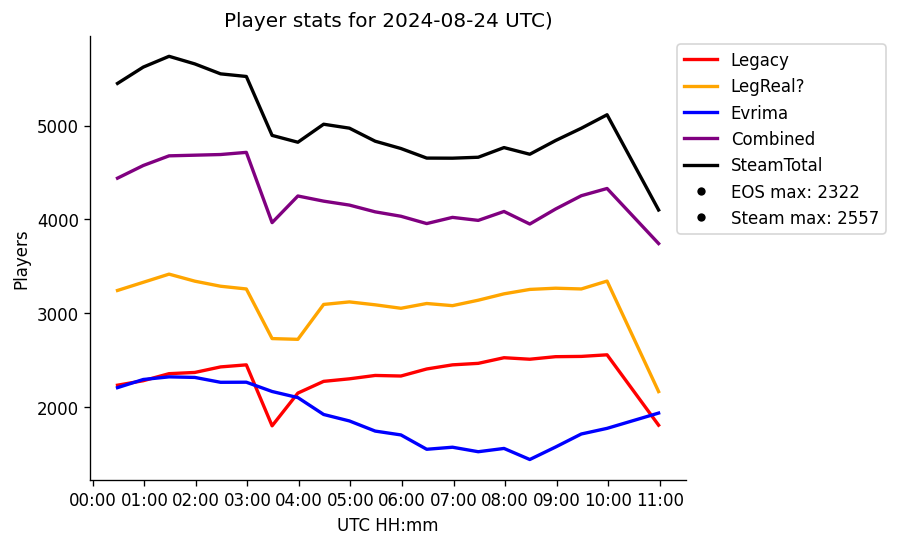 Player stats for 2024-08-24 UTC)
Legacy
LegReal?
Evrima
Combined
SteamTotal
EOS max: 2322
Steam max: 2557
Players
5000
4000
3000
2000
00:00 01:00 02:00 03:00 04:00 05:00 06:00 07:00 08:00 09:00 10:00 11:00
UTC HH:mm